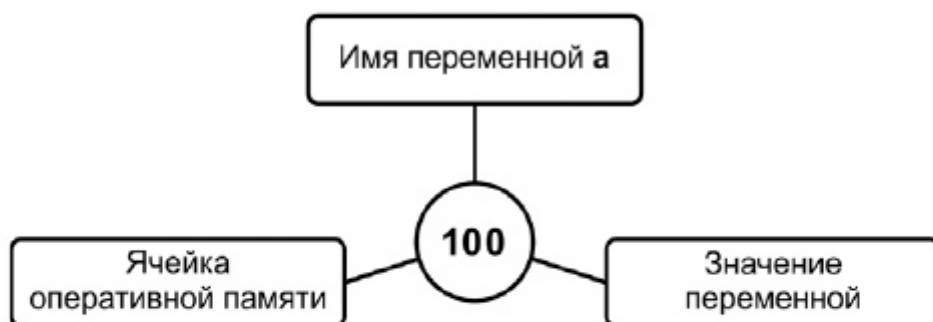 Имя переменной а
100
Ячейка
оперативной памяти
Значение
переменной